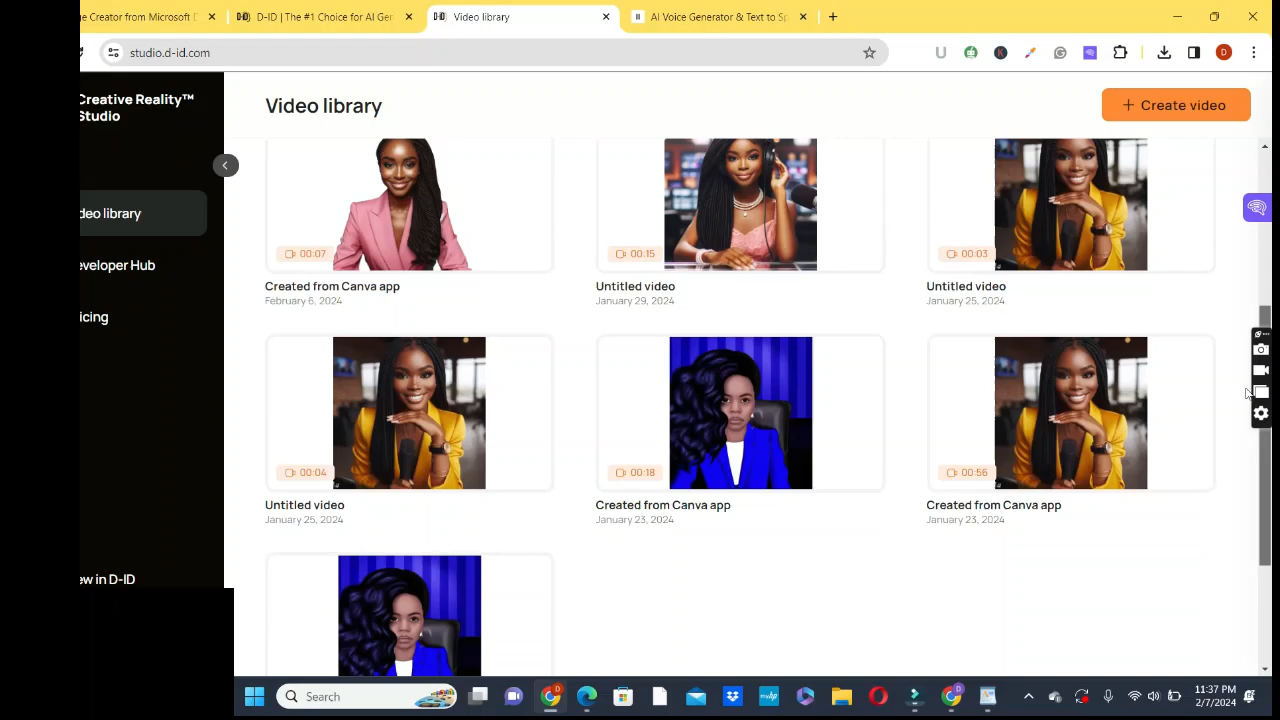 ge Creator from Microsoft D
D-ID | The #1 Choice for AI Ger
Video library
AI Voice Generator & Text to Sp
studio.d-id.com
U
K
G
D
Creative Reality™
Studio
Video library
+ Create video
deo library
eveloper Hub
icing
ew in D-ID
00:07
00:15
00:03
Created from Canva app
Untitled video
Untitled video
February 6, 2024
January 29, 2024
January 25, 2024
00:04
00:18
00:56
Untitled video
Created from Canva app
Created from Canva app
January 25, 2024
January 23, 2024
January 23, 2024
Search
11:37 PM
2/7/2024